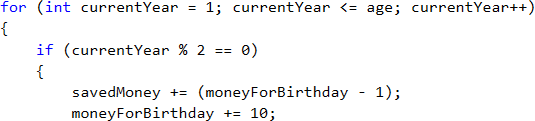 for (int currentYear = 1; currentYear <= age; currentYear++)
{
    if (currentYear % 2 == 0)
    {
        savedMoney += (moneyForBirthday - 1);
        moneyForBirthday += 10;